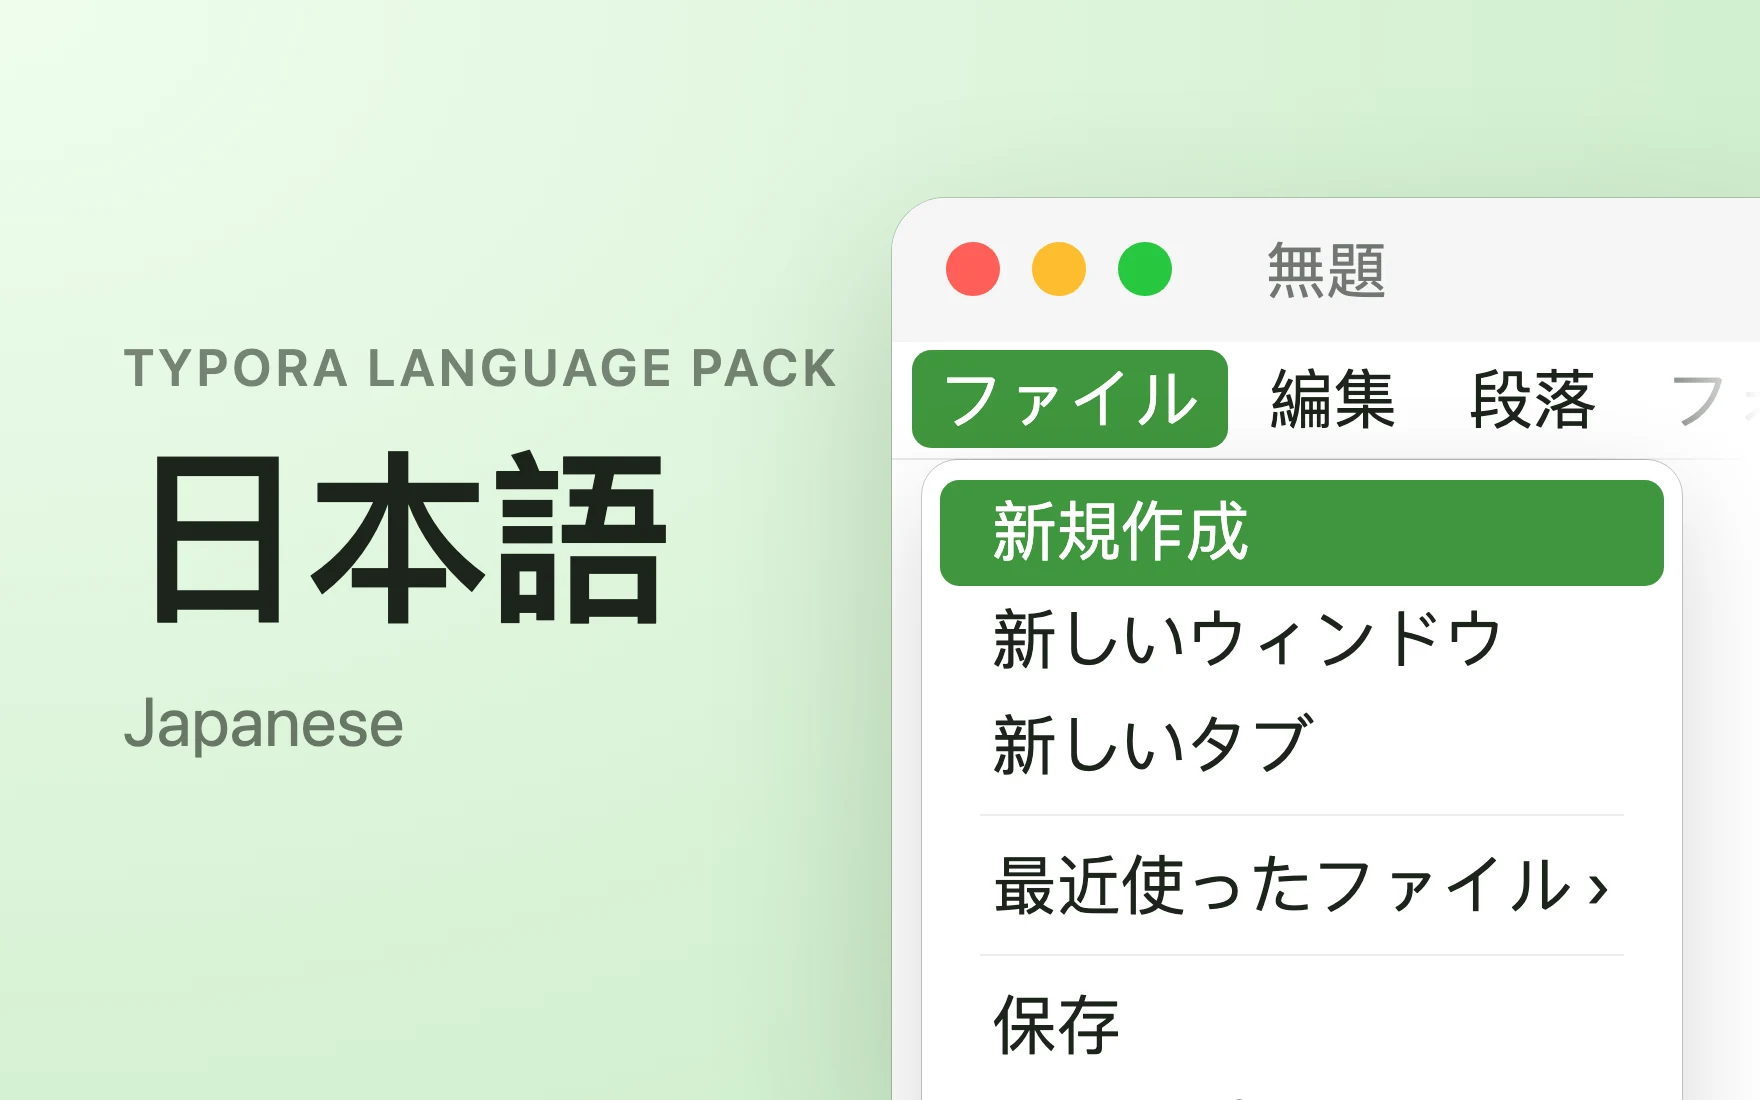 TYPORA LANGUAGE PACK
日本語
Japanese
無題
ファイル 編集 段落
新規作成
新しいウィンドウ
新しいタブ
最近使ったファイル ›
保存